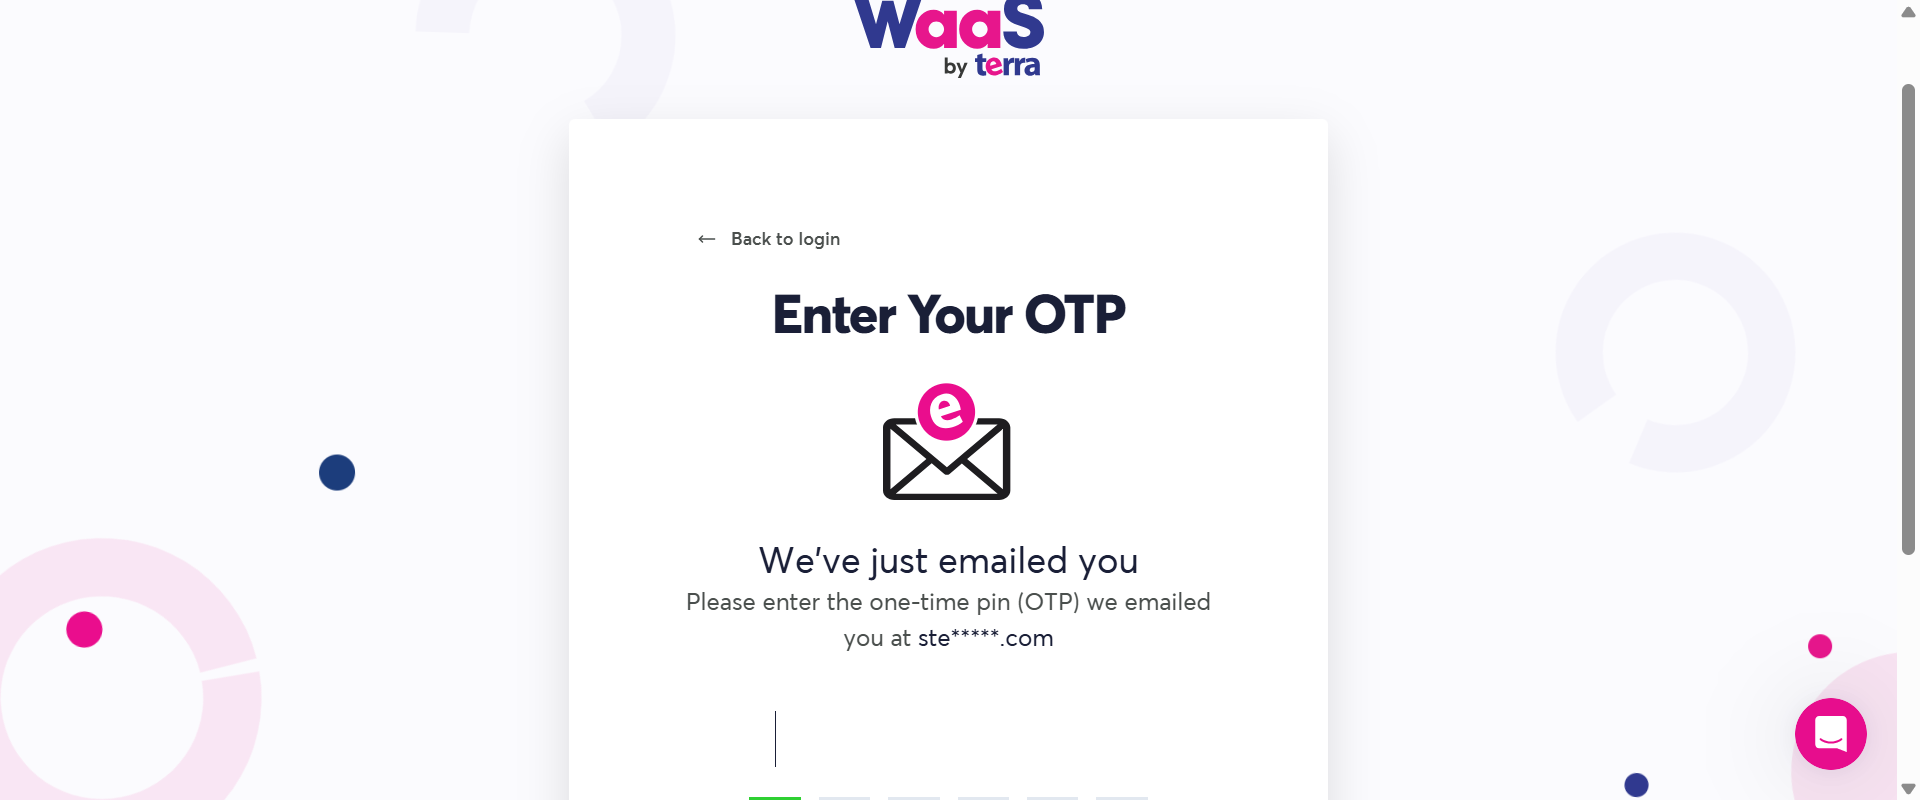 WaaS
by terra
← Back to login
Enter Your OTP
e
We've just emailed you
Please enter the one-time pin (OTP) we emailed
you at ste*****.com